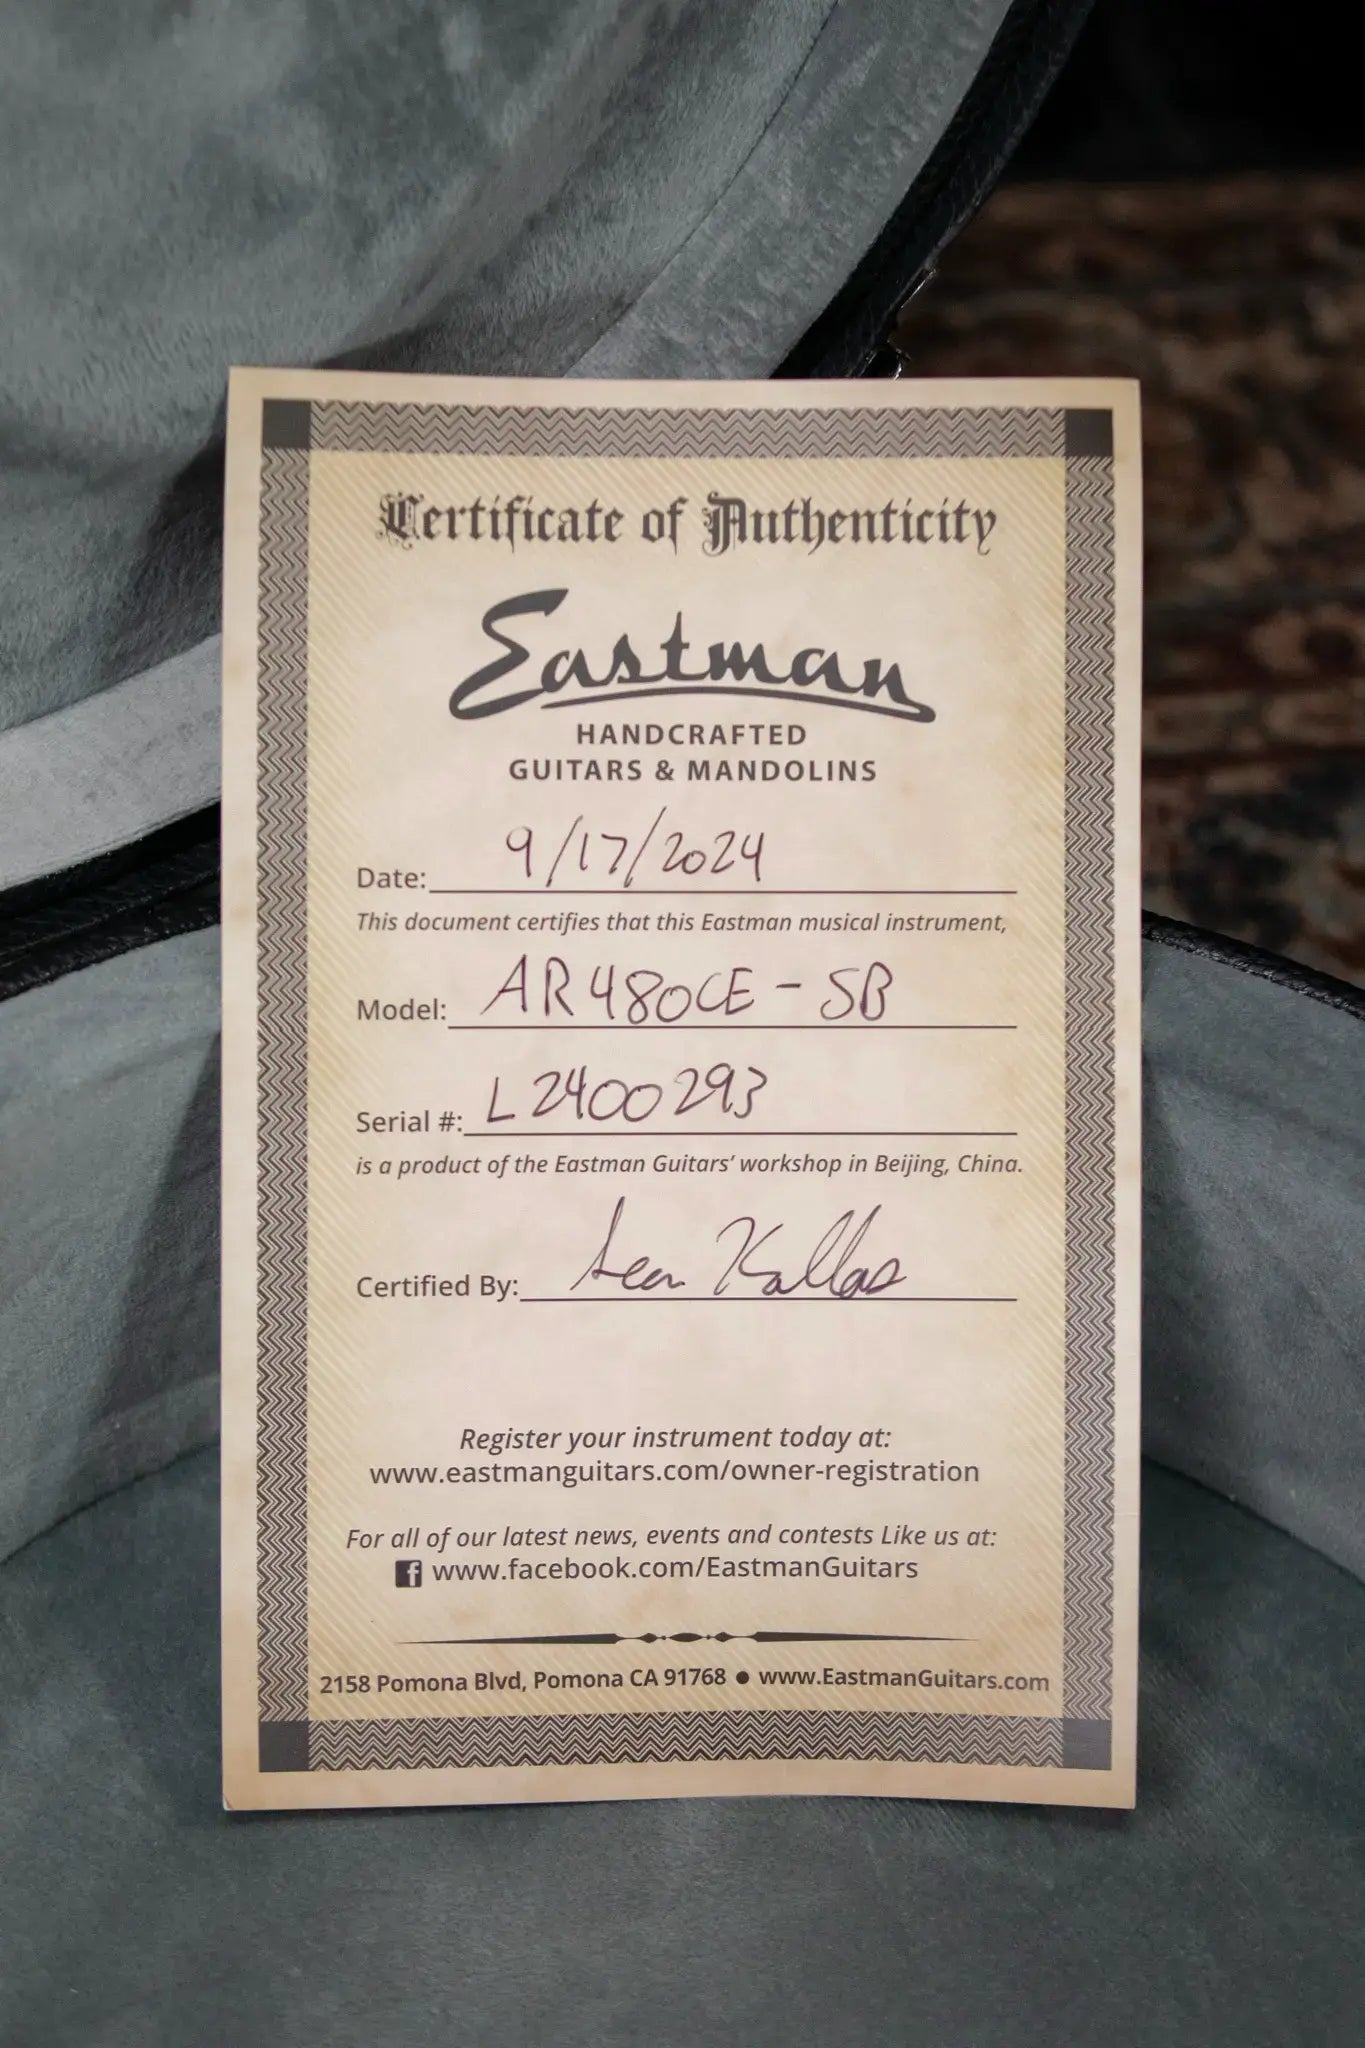 Certificate of Authenticity
Eastman
HANDCRAFTED
GUITARS & MANDOLINS
Date: 9/17/2024
This document certifies that this Eastman musical instrument,
Model: AR480CE-SB
Serial #: L2400293
is a product of the Eastman Guitars' workshop in Beijing, China.
Certified By: Sean Kallas
Register your instrument today at:
www.eastmanguitars.com/owner-registration
For all of our latest news, events and contests Like us at:
f www.facebook.com/EastmanGuitars
2158 Pomona Blvd, Pomona CA 91768 ● www.EastmanGuitars.com